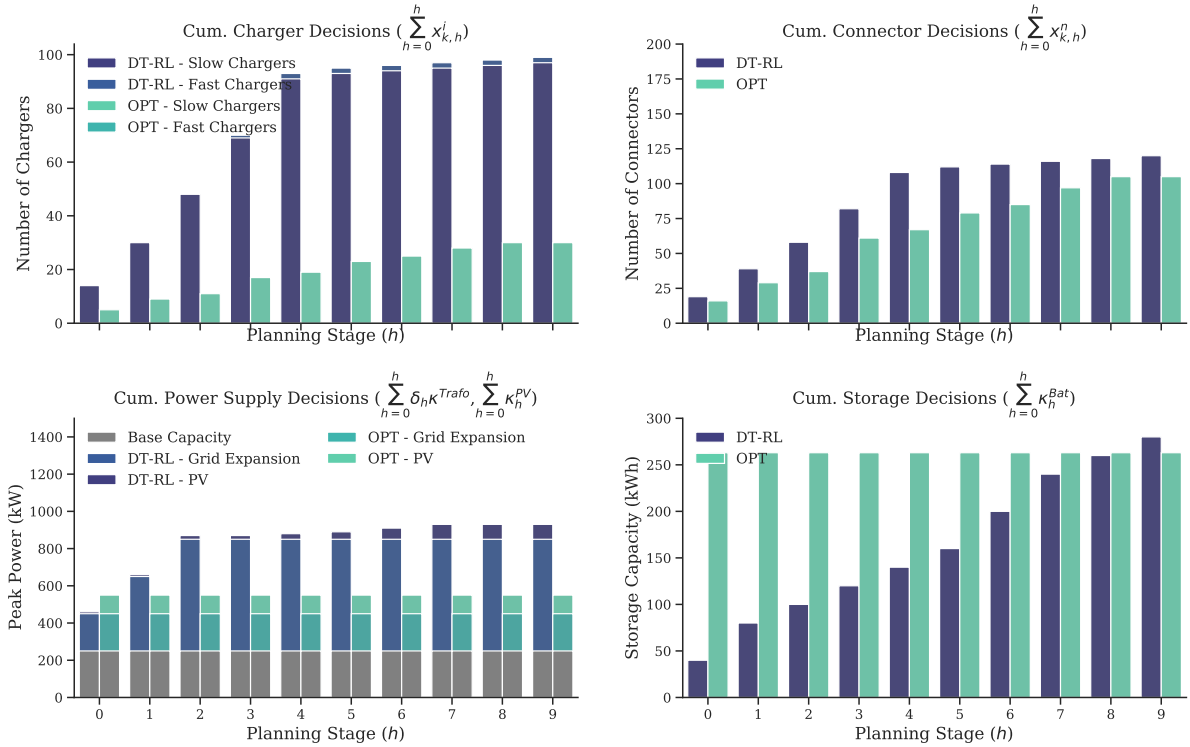 Cum. Charger Decisions ( ∑_{h=0}^{h} x^{i}_{k,h})
Number of Chargers
100
80
60
40
20
0
DT-RL - Slow Chargers
DT-RL - Fast Chargers
OPT - Slow Chargers
OPT - Fast Chargers
Planning Stage (h)
Cum. Connector Decisions ( ∑_{h=0}^{h} x^{n}_{k,h})
Number of Connectors
200
175
150
125
100
75
50
25
0
DT-RL
OPT
Planning Stage (h)
Cum. Power Supply Decisions ( ∑_{h=0}^{h} δ_{h}κ^{Trafo}, ∑_{h=0}^{h} κ^{PV}_{h})
Peak Power (kW)
1400
1200
1000
800
600
400
200
0
Base Capacity
DT-RL - Grid Expansion
DT-RL - PV
OPT - Grid Expansion
OPT - PV
0 1 2 3 4 5 6 7 8 9
Planning Stage (h)
Cum. Storage Decisions ( ∑_{h=0}^{h} κ^{Bat}_{h})
Storage Capacity (kWh)
300
250
200
150
100
50
0
DT-RL
OPT
0 1 2 3 4 5 6 7 8 9
Planning Stage (h)